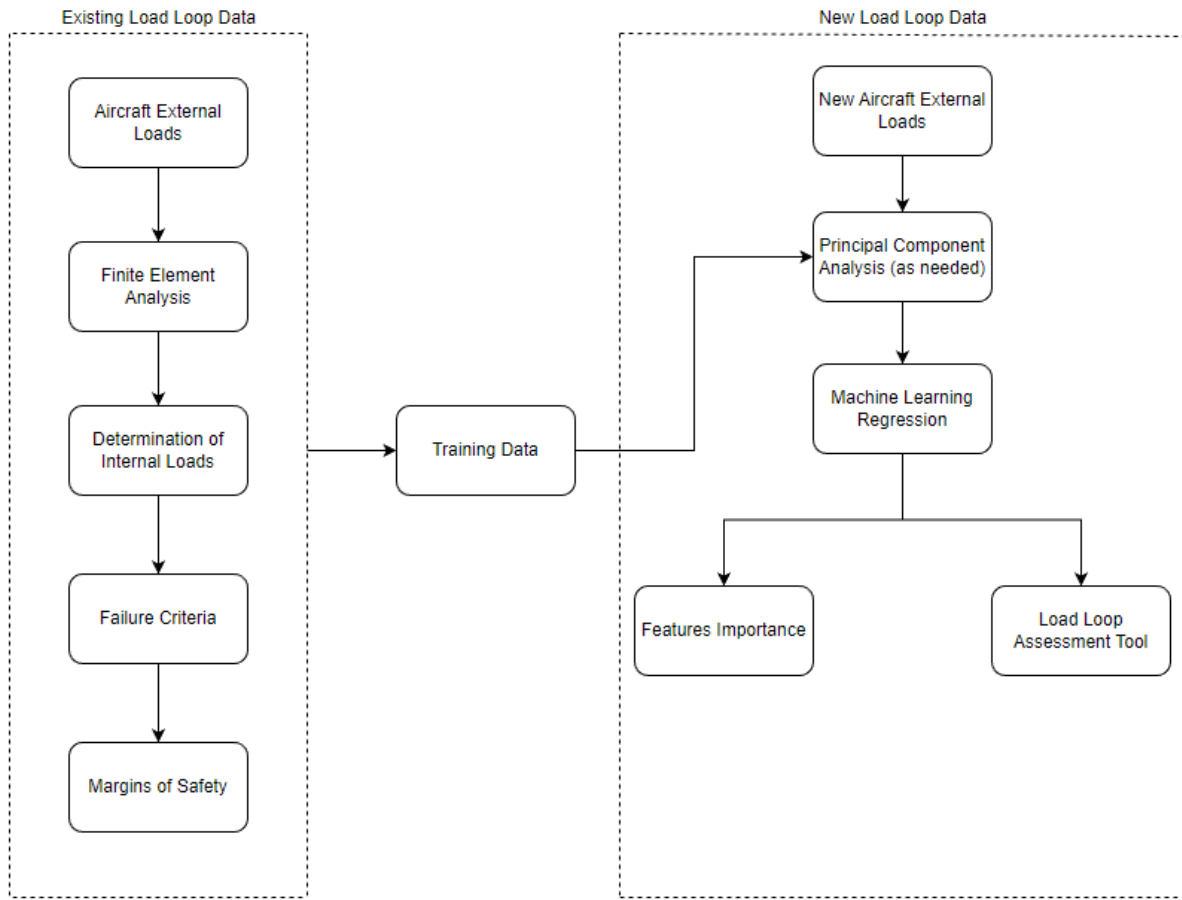 Existing Load Loop Data
Aircraft External
Loads
Finite Element
Analysis
Determination of
Internal Loads
Failure Criteria
Margins of Safety
Training Data
New Load Loop Data
New Aircraft External
Loads
Principal Component
Analysis (as needed)
Machine Learning
Regression
Features Importance
Load Loop
Assessment Tool